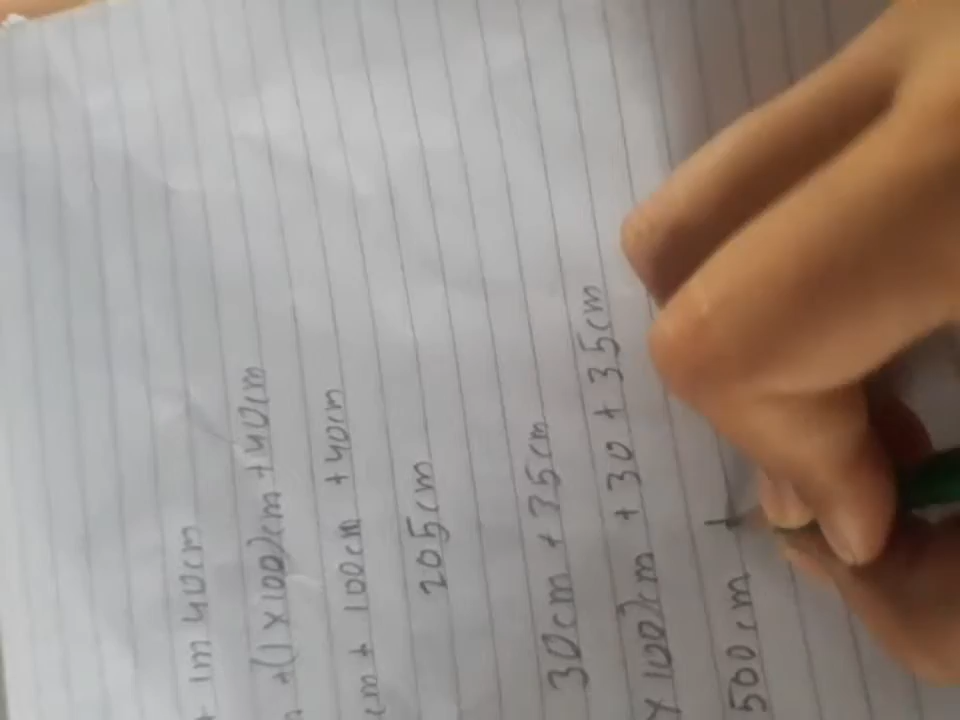 + 1m 40cm
+(1 x 100)cm + 40cm
cm + 100cm + 40cm
205cm
30cm + 35cm
x 100)cm + 30 + 35cm
500cm +